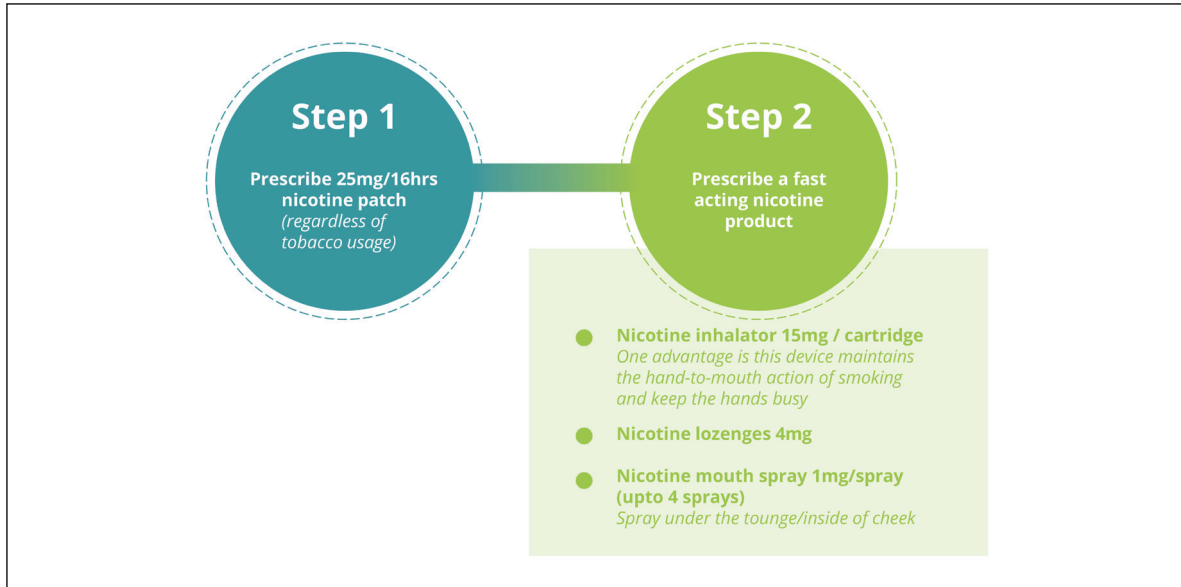 Step 1
Prescribe 25mg/16hrs
nicotine patch
(regardless of
tobacco usage)
Step 2
Prescribe a fast
acting nicotine
product
Nicotine inhalator 15mg / cartridge
One advantage is this device maintains
the hand-to-mouth action of smoking
and keep the hands busy
Nicotine lozenges 4mg
Nicotine mouth spray 1mg/spray
(upto 4 sprays)
Spray under the tounge/inside of cheek